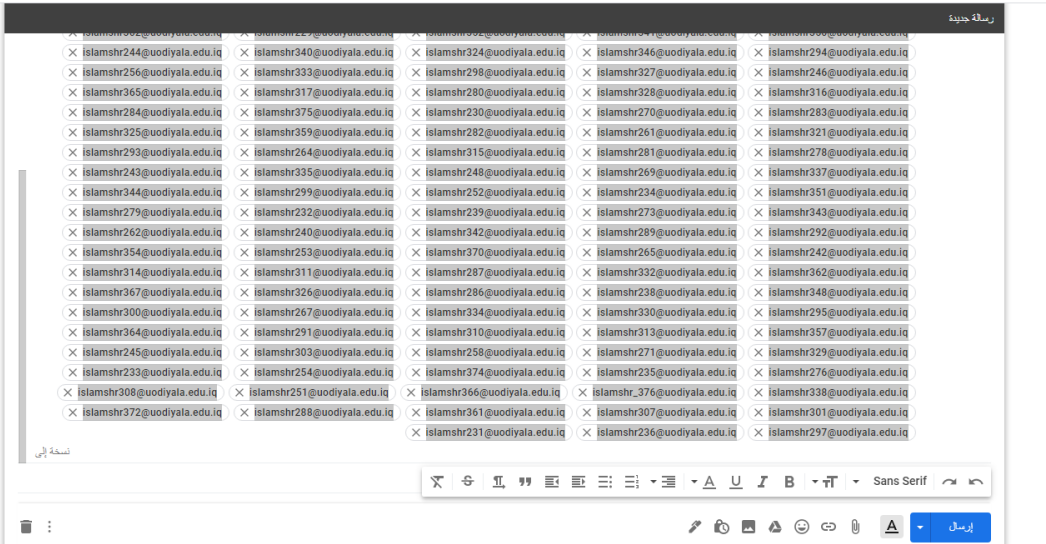 رسالة جديدة
islamshr294@uodiyala.edu.iq islamshr346@uodiyala.edu.iq islamshr324@uodiyala.edu.iq islamshr340@uodiyala.edu.iq islamshr244@uodiyala.edu.iq
islamshr246@uodiyala.edu.iq islamshr327@uodiyala.edu.iq islamshr298@uodiyala.edu.iq islamshr333@uodiyala.edu.iq islamshr256@uodiyala.edu.iq
islamshr316@uodiyala.edu.iq islamshr328@uodiyala.edu.iq islamshr280@uodiyala.edu.iq islamshr317@uodiyala.edu.iq islamshr365@uodiyala.edu.iq
islamshr283@uodiyala.edu.iq islamshr270@uodiyala.edu.iq islamshr230@uodiyala.edu.iq islamshr375@uodiyala.edu.iq islamshr284@uodiyala.edu.iq
islamshr321@uodiyala.edu.iq islamshr261@uodiyala.edu.iq islamshr282@uodiyala.edu.iq islamshr359@uodiyala.edu.iq islamshr325@uodiyala.edu.iq
islamshr278@uodiyala.edu.iq islamshr281@uodiyala.edu.iq islamshr315@uodiyala.edu.iq islamshr264@uodiyala.edu.iq islamshr293@uodiyala.edu.iq
islamshr337@uodiyala.edu.iq islamshr269@uodiyala.edu.iq islamshr248@uodiyala.edu.iq islamshr335@uodiyala.edu.iq islamshr243@uodiyala.edu.iq
islamshr351@uodiyala.edu.iq islamshr234@uodiyala.edu.iq islamshr252@uodiyala.edu.iq islamshr299@uodiyala.edu.iq islamshr344@uodiyala.edu.iq
islamshr343@uodiyala.edu.iq islamshr273@uodiyala.edu.iq islamshr239@uodiyala.edu.iq islamshr232@uodiyala.edu.iq islamshr279@uodiyala.edu.iq
islamshr292@uodiyala.edu.iq islamshr289@uodiyala.edu.iq islamshr342@uodiyala.edu.iq islamshr240@uodiyala.edu.iq islamshr262@uodiyala.edu.iq
islamshr242@uodiyala.edu.iq islamshr265@uodiyala.edu.iq islamshr370@uodiyala.edu.iq islamshr253@uodiyala.edu.iq islamshr354@uodiyala.edu.iq
islamshr362@uodiyala.edu.iq islamshr332@uodiyala.edu.iq islamshr287@uodiyala.edu.iq islamshr311@uodiyala.edu.iq islamshr314@uodiyala.edu.iq
islamshr348@uodiyala.edu.iq islamshr238@uodiyala.edu.iq islamshr286@uodiyala.edu.iq islamshr326@uodiyala.edu.iq islamshr367@uodiyala.edu.iq
islamshr295@uodiyala.edu.iq islamshr330@uodiyala.edu.iq islamshr334@uodiyala.edu.iq islamshr267@uodiyala.edu.iq islamshr300@uodiyala.edu.iq
islamshr357@uodiyala.edu.iq islamshr313@uodiyala.edu.iq islamshr310@uodiyala.edu.iq islamshr291@uodiyala.edu.iq islamshr364@uodiyala.edu.iq
islamshr329@uodiyala.edu.iq islamshr271@uodiyala.edu.iq islamshr258@uodiyala.edu.iq islamshr303@uodiyala.edu.iq islamshr245@uodiyala.edu.iq
islamshr276@uodiyala.edu.iq islamshr235@uodiyala.edu.iq islamshr374@uodiyala.edu.iq islamshr254@uodiyala.edu.iq islamshr233@uodiyala.edu.iq
islamshr338@uodiyala.edu.iq islamshr_376@uodiyala.edu.iq islamshr366@uodiyala.edu.iq islamshr251@uodiyala.edu.iq islamshr308@uodiyala.edu.iq
islamshr301@uodiyala.edu.iq islamshr307@uodiyala.edu.iq islamshr361@uodiyala.edu.iq islamshr288@uodiyala.edu.iq islamshr372@uodiyala.edu.iq
islamshr297@uodiyala.edu.iq islamshr236@uodiyala.edu.iq islamshr231@uodiyala.edu.iq
نسخة إلى
Sans Serif
إرسال